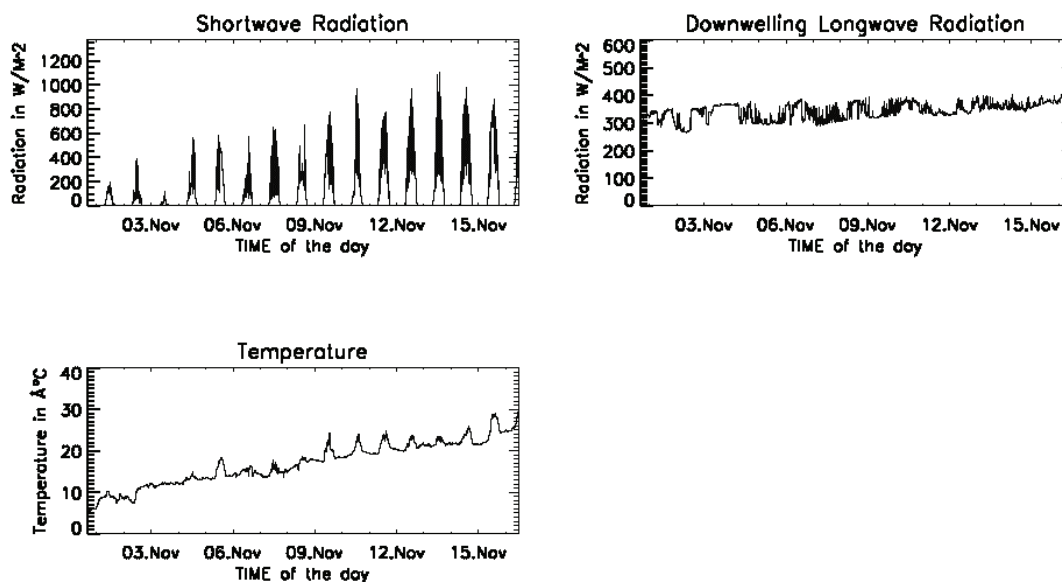 Shortwave Radiation
Radiation in W/M^2
1200
1000
800
600
400
200
0
03.Nov 06.Nov 09.Nov 12.Nov 15.Nov
TIME of the day
Downwelling Longwave Radiation
Radiation in W/M^2
600
500
400
300
200
100
0
03.Nov 06.Nov 09.Nov 12.Nov 15.Nov
TIME of the day
Temperature
Temperature in ÅºC
40
30
20
10
0
03.Nov 06.Nov 09.Nov 12.Nov 15.Nov
TIME of the day